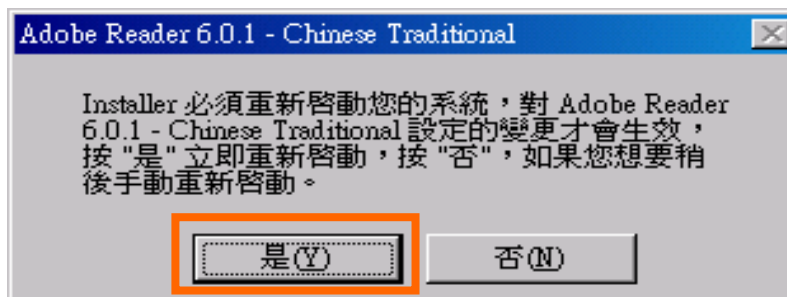 Adobe Reader 6.0.1 - Chinese Traditional
Installer 必須重新啓動您的系統，對 Adobe Reader
6.0.1 - Chinese Traditional 設定的變更才會生效，
按 "是" 立即重新啓動，按 "否"，如果您想要稍
後手動重新啓動。
是(Y) 否(N)